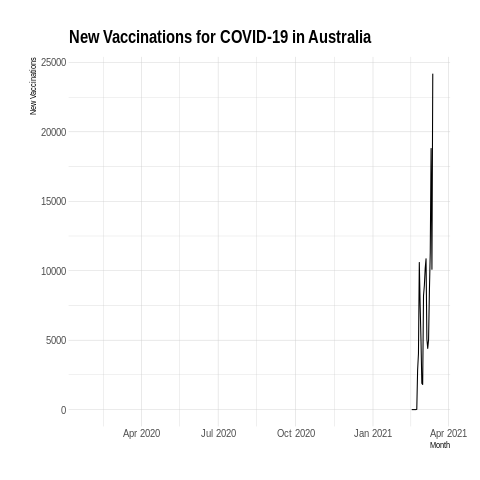 New Vaccinations for COVID-19 in Australia
New Vaccinations
25000
20000
15000
10000
5000
0
Apr 2020 Jul 2020 Oct 2020 Jan 2021 Apr 2021
Month